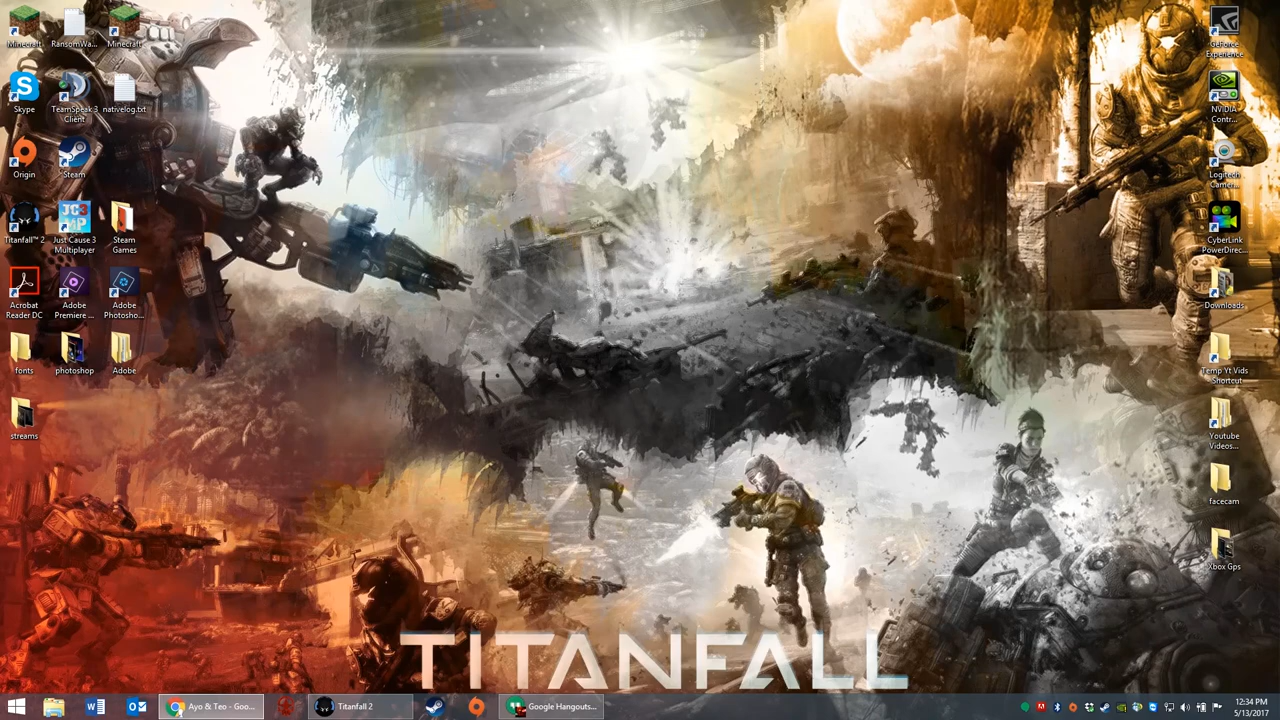 Minecraft
RansomWa...
Minecraft
Skype
TeamSpeak 3
Client
nativelog.txt
Origin
Steam
Titanfall™ 2
JC3
MP
Just Cause 3
Multiplayer
Steam
Games
Acrobat
Reader DC
Adobe
Premiere ...
Adobe
Photosho...
fonts
photoshop
Adobe
streams
GeForce
Experience
NVIDIA
Contr...
Logitech
Camer...
CyberLink
PowerDirec...
Downloads
Temp Yt Vids
Shortcut
Youtube
Videos...
facecam
Xbox Gps
TITANFALL
Ayo & Teo - Goo...
Titanfall 2
Google Hangouts...
12:34 PM
5/13/2017